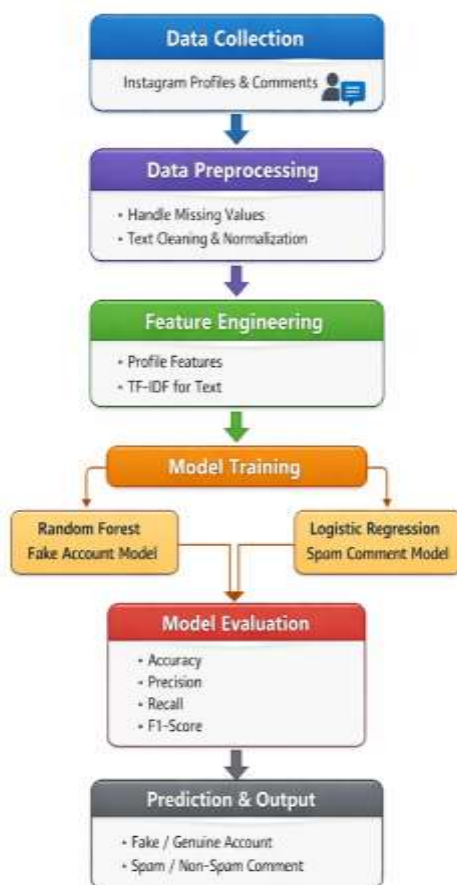 Data Collection
Instagram Profiles & Comments
Data Preprocessing
• Handle Missing Values
• Text Cleaning & Normalization
Feature Engineering
• Profile Features
• TF-IDF for Text
Model Training
Random Forest
Fake Account Model
Logistic Regression
Spam Comment Model
Model Evaluation
• Accuracy
• Precision
• Recall
• F1-Score
Prediction & Output
• Fake / Genuine Account
• Spam / Non-Spam Comment